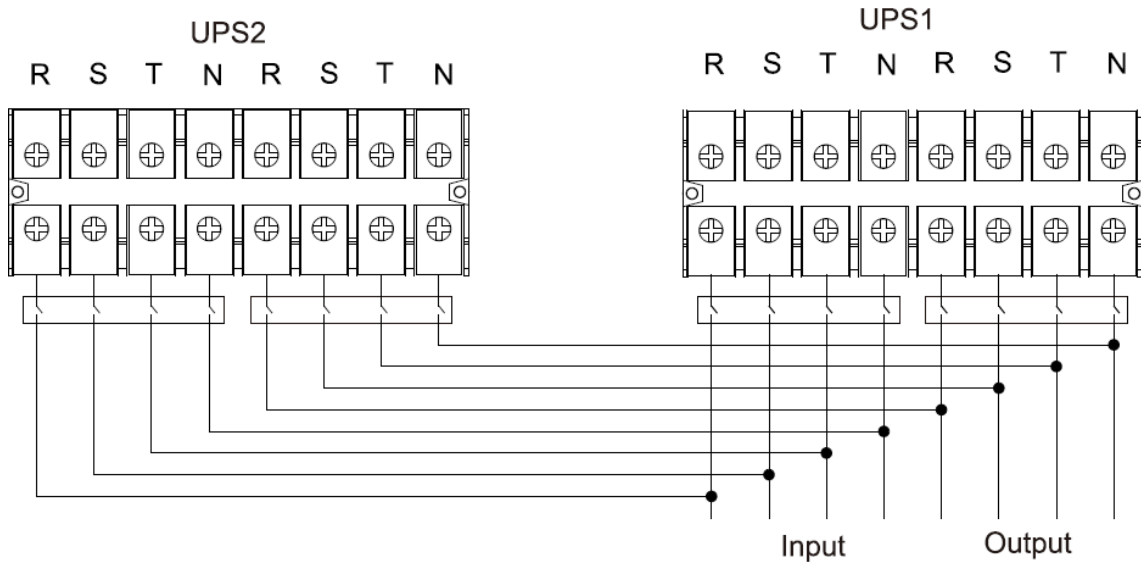 UPS2
R S T N R S T N
UPS1
R S T N R S T N
Input
Output